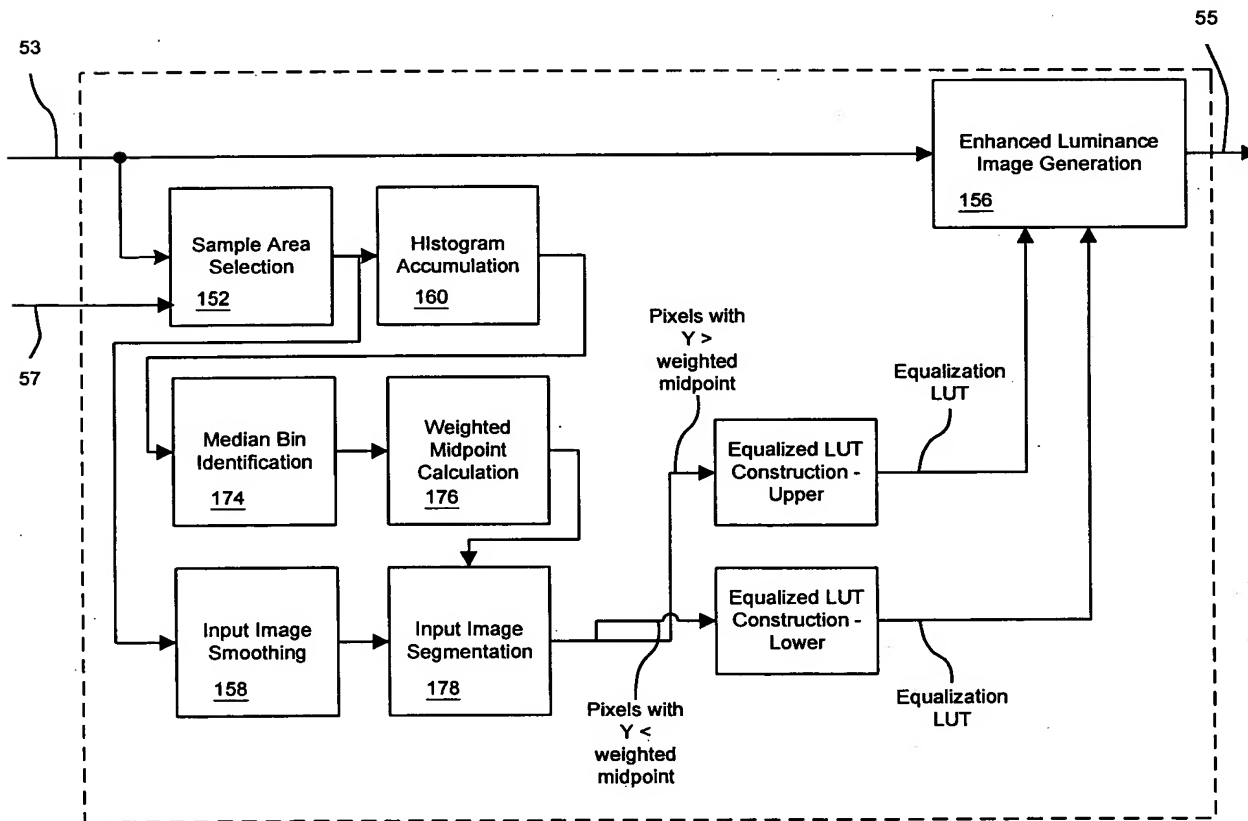 53
55
Enhanced Luminance
Image Generation
156
Sample Area
Selection
152
HIstogram
Accumulation
160
57
Pixels with
Y >
weighted
midpoint
Equalization
LUT
Median Bin
Identification
174
Weighted
Midpoint
Calculation
176
Equalized LUT
Construction -
Upper
Input Image
Smoothing
158
Input Image
Segmentation
178
Equalized LUT
Construction -
Lower
Pixels with
Y <
weighted
midpoint
Equalization
LUT